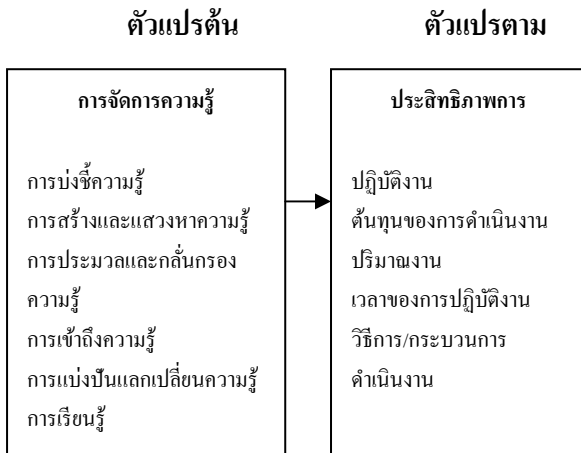 ตัวแปรต้น
ตัวแปรตาม
การจัดการความรู้
การบ่งชี้ความรู้
การสร้างและแสวงหาความรู้
การประมวลและกลั่นกรอง
ความรู้
การเข้าถึงความรู้
การแบ่งปันแลกเปลี่ยนความรู้
การเรียนรู้
ประสิทธิภาพการ
ปฏิบัติงาน
ต้นทุนของการดำเนินงาน
ปริมาณงาน
เวลาของการปฏิบัติงาน
วิธีการ/กระบวนการ
ดำเนินงาน